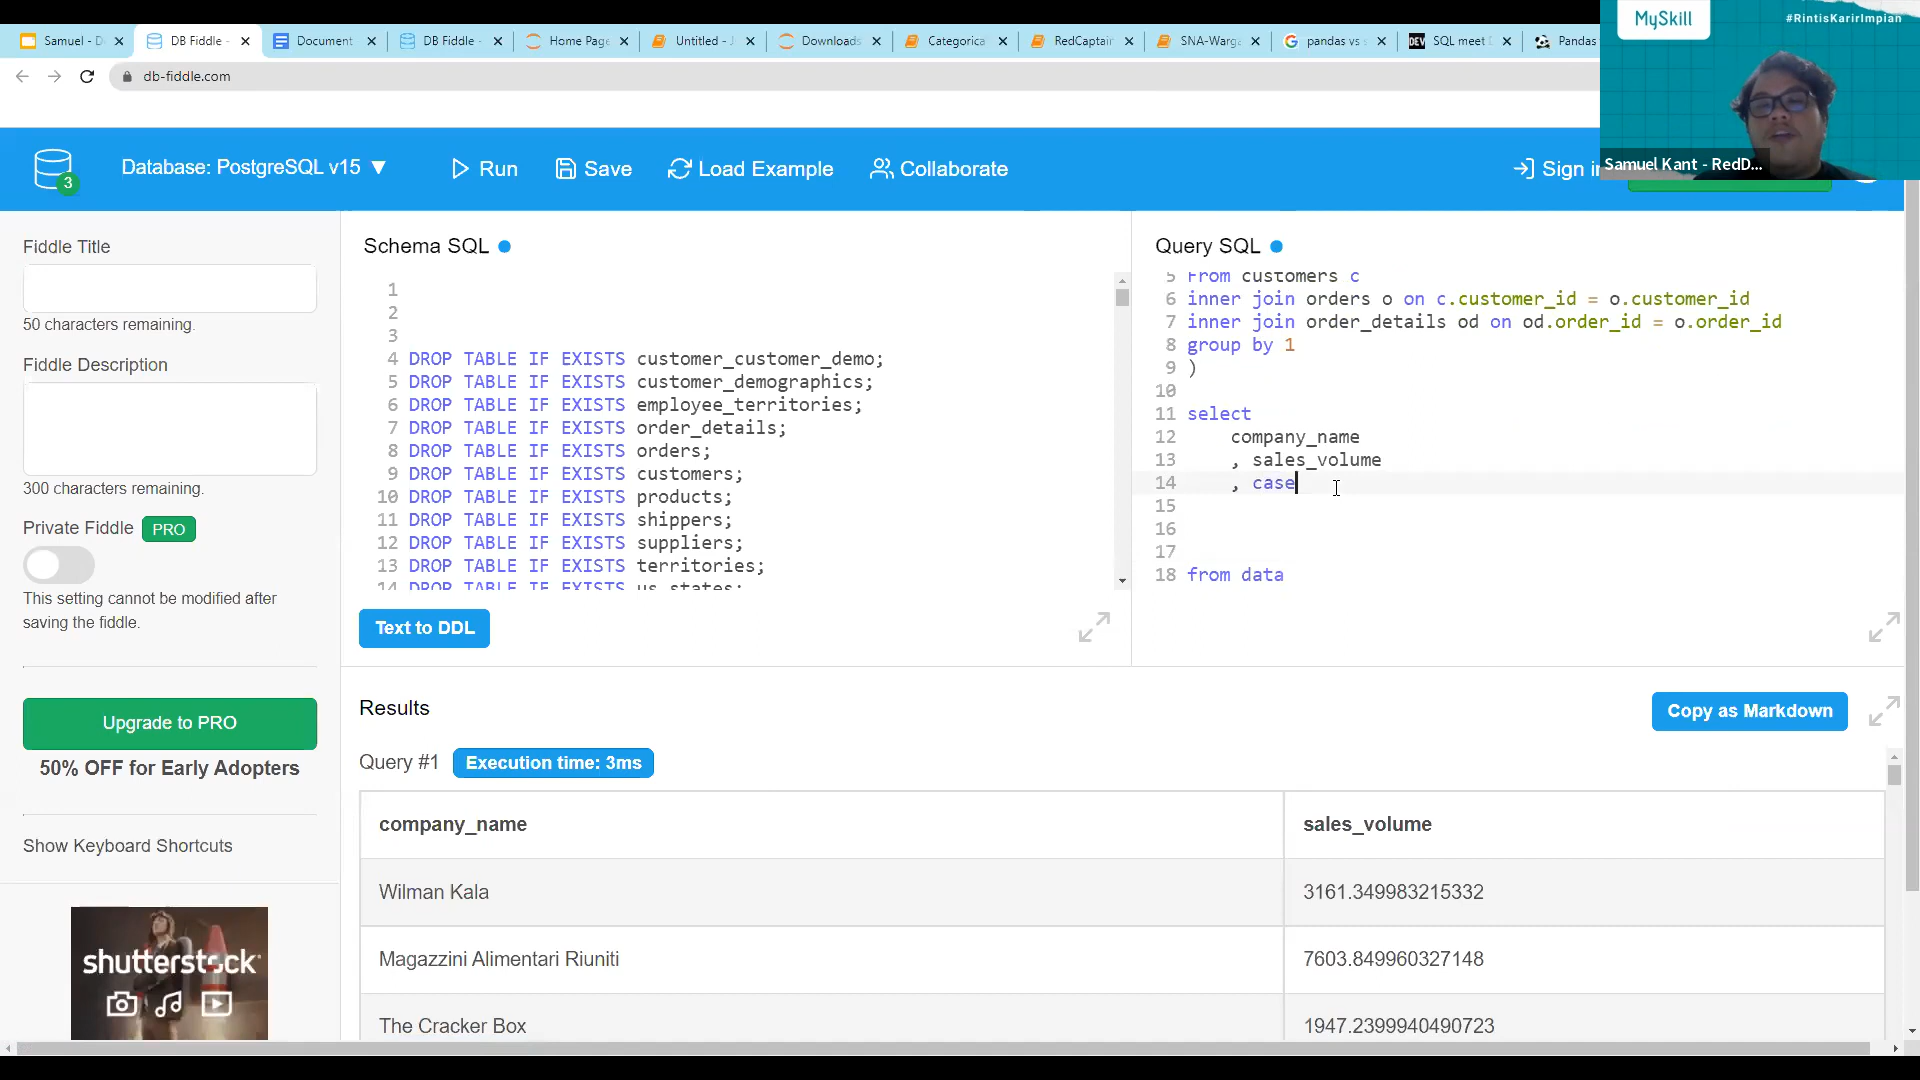 MySkill
#RintisKarirImpian
Samuel - D
DB Fiddle -
Document
DB Fiddle -
Home Page
Untitled - J
Downloads
Categorica
RedCaptain
SNA-Warga
pandas vs s
SQL meet
Pandas
db-fiddle.com
Samuel Kant - RedD...
3
Database: PostgreSQL v15 ▼
Run
Save
Load Example
Collaborate
Sign in
Fiddle Title
50 characters remaining.
Fiddle Description
300 characters remaining.
Private Fiddle PRO
This setting cannot be modified after
saving the fiddle.
Upgrade to PRO
50% OFF for Early Adopters
Show Keyboard Shortcuts
shutterstock
Schema SQL
1
2
3
4 DROP TABLE IF EXISTS customer_customer_demo;
5 DROP TABLE IF EXISTS customer_demographics;
6 DROP TABLE IF EXISTS employee_territories;
7 DROP TABLE IF EXISTS order_details;
8 DROP TABLE IF EXISTS orders;
9 DROP TABLE IF EXISTS customers;
10 DROP TABLE IF EXISTS products;
11 DROP TABLE IF EXISTS shippers;
12 DROP TABLE IF EXISTS suppliers;
13 DROP TABLE IF EXISTS territories;
14 DROP TABLE IF EXISTS us_states;
Text to DDL
Query SQL
5 From customers c
6 inner join orders o on c.customer_id = o.customer_id
7 inner join order_details od on od.order_id = o.order_id
8 group by 1
9 )
10
11 select
12 company_name
13 , sales_volume
14 , case
15
16
17
18 from data
Results
Copy as Markdown
Query #1 Execution time: 3ms
company_name sales_volume
Wilman Kala 3161.349983215332
Magazzini Alimentari Riuniti 7603.849960327148
The Cracker Box 1947.2399940490723